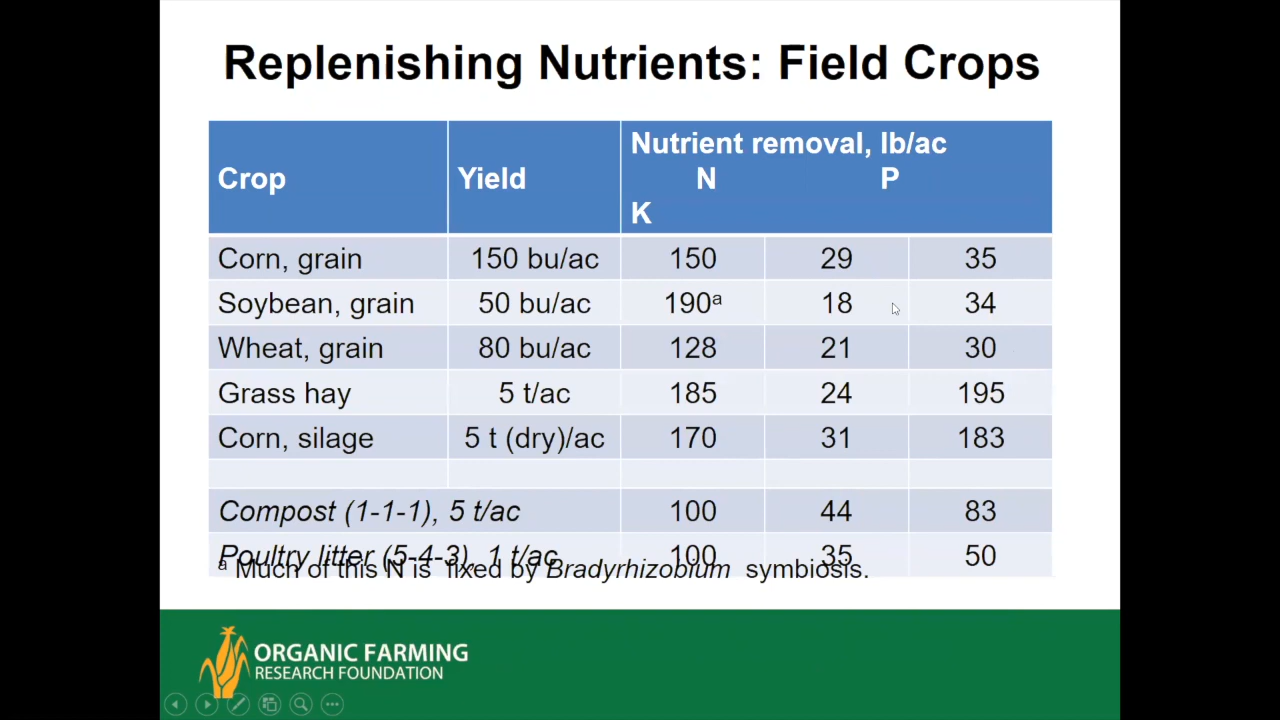 Replenishing Nutrients: Field Crops
Crop Yield Nutrient removal, lb/ac
N P
K
Corn, grain 150 bu/ac 150 29 35
Soybean, grain 50 bu/ac 190ᵃ 18 34
Wheat, grain 80 bu/ac 128 21 30
Grass hay 5 t/ac 185 24 195
Corn, silage 5 t (dry)/ac 170 31 183
Compost (1-1-1), 5 t/ac 100 44 83
Poultry litter (5-4-3), 1 t/ac 100 35 50
ᵃ Much of this N is fixed by Bradyrhizobium symbiosis.
ORGANIC FARMING
RESEARCH FOUNDATION